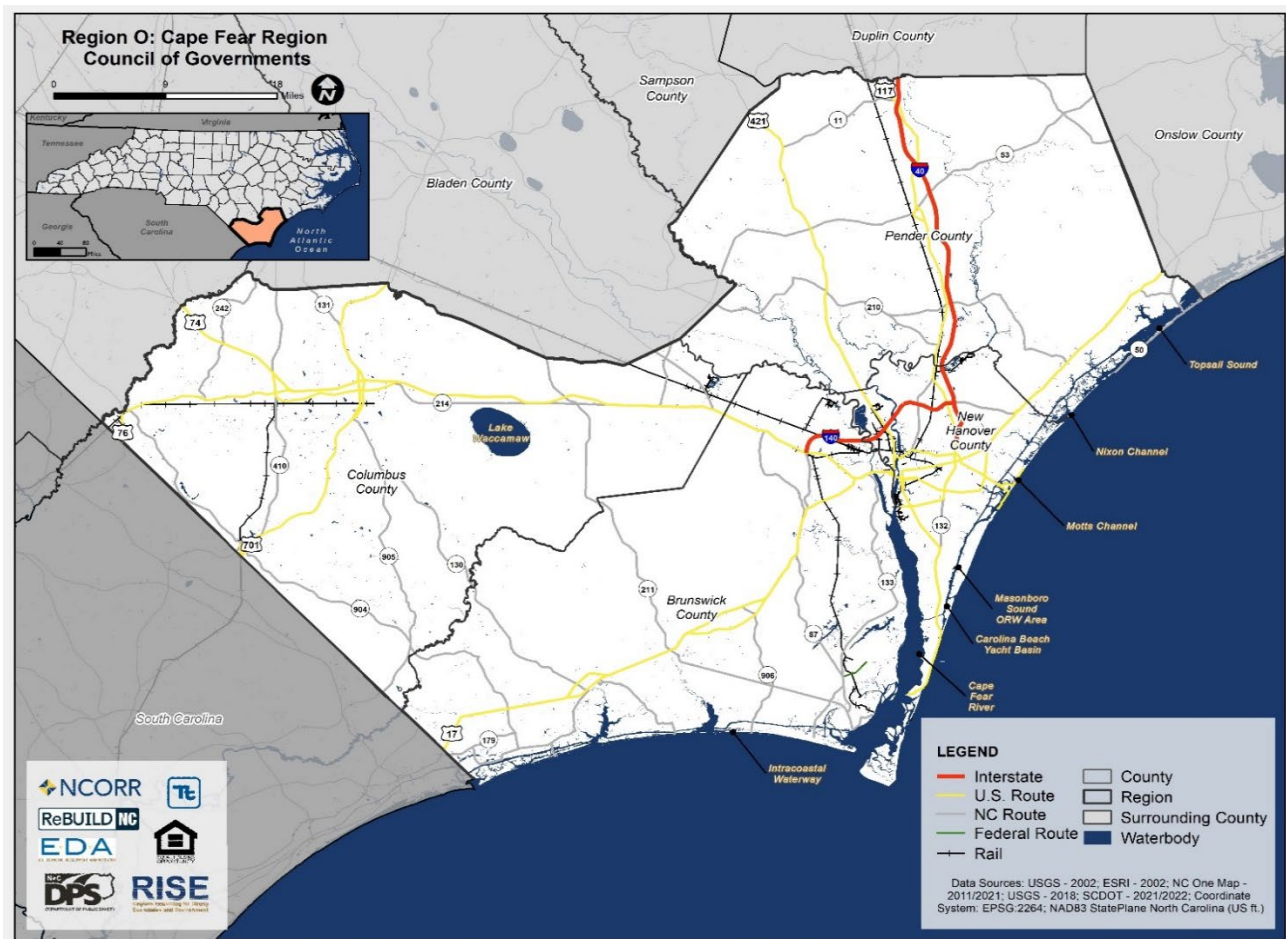 Region O: Cape Fear Region
Council of Governments
0 9 18
Miles
N
Kentucky
Virginia
Tennessee
Georgia
South
Carolina
North
Atlantic
Ocean
0 40 80
Miles
Duplin County
Sampson
County
Onslow County
Bladen County
117
421
11
53
40
Pender County
210
50
Topsail Sound
242
131
74
76
214
Lake
Waccamaw
140
New
Hanover
County
Nixon Channel
410
Columbus
County
Motts Channel
701
905
130
132
904
211
133
Brunswick
County
87
Masonboro
Sound
ORW Area
Carolina Beach
Yacht Basin
906
Cape
Fear
River
South Carolina
17
179
Intracoastal
Waterway
NCORR
ReBUILD NC
EDA
DPS
RISE
LEGEND
Interstate
U.S. Route
NC Route
Federal Route
Rail
County
Region
Surrounding County
Waterbody
Data Sources: USGS - 2002; ESRI - 2002; NC One Map -
2011/2021; USGS - 2018; SCDOT - 2021/2022; Coordinate
System: EPSG:2264; NAD83 StatePlane North Carolina (US ft.)